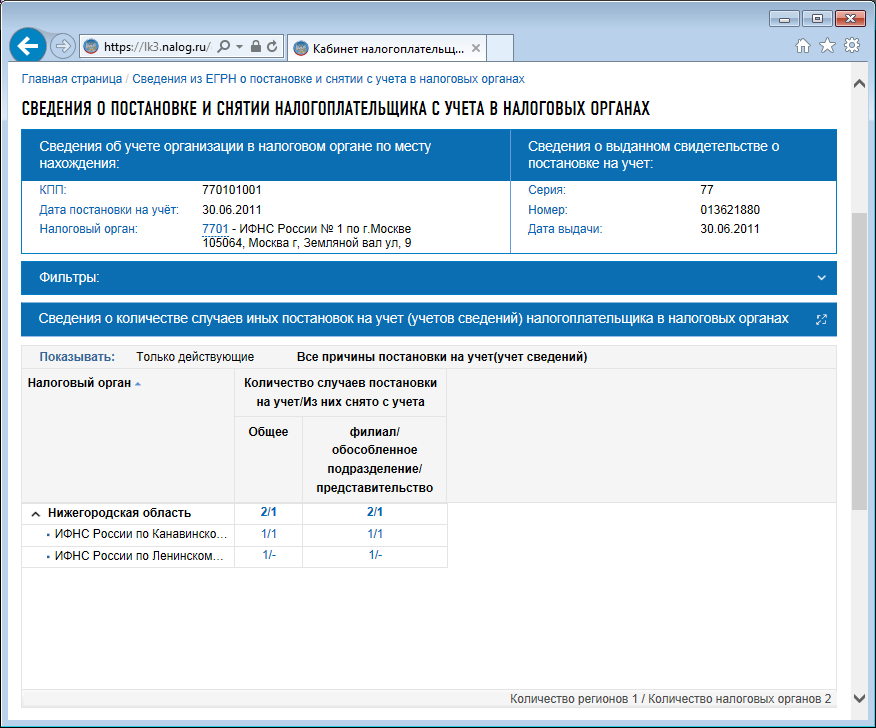 https://lk3.nalog.ru/
Кабинет налогоплательщ...
Главная страница / Сведения из ЕГРН о постановке и снятии с учета в налоговых органах
СВЕДЕНИЯ О ПОСТАНОВКЕ И СНЯТИИ НАЛОГОПЛАТЕЛЬЩИКА С УЧЕТА В НАЛОГОВЫХ ОРГАНАХ
Сведения об учете организации в налоговом органе по месту
нахождения:
КПП: 770101001
Дата постановки на учёт: 30.06.2011
Налоговый орган: 7701 - ИФНС России № 1 по г.Москве
105064, Москва г, Земляной вал ул, 9
Сведения о выданном свидетельстве о
постановке на учет:
Серия: 77
Номер: 013621880
Дата выдачи: 30.06.2011
Фильтры:
Сведения о количестве случаев иных постановок на учет (учетов сведений) налогоплательщика в налоговых органах
Показывать: Только действующие Все причины постановки на учет(учет сведений)
Налоговый орган
Количество случаев постановки
на учет/Из них снято с учета
Общее
филиал/
обособленное
подразделение/
представительство
Нижегородская область 2/1 2/1
ИФНС России по Канавинско... 1/1 1/1
ИФНС России по Ленинском... 1/- 1/-
Количество регионов 1 / Количество налоговых органов 2